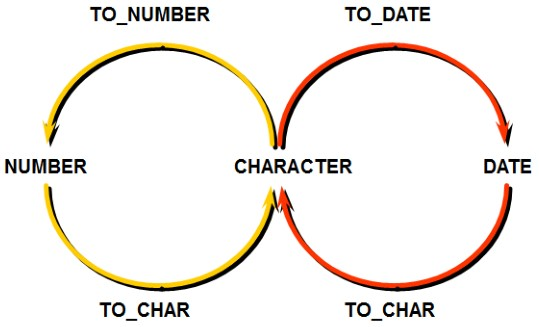 TO_NUMBER TO_DATE
NUMBER CHARACTER DATE
TO_CHAR TO_CHAR